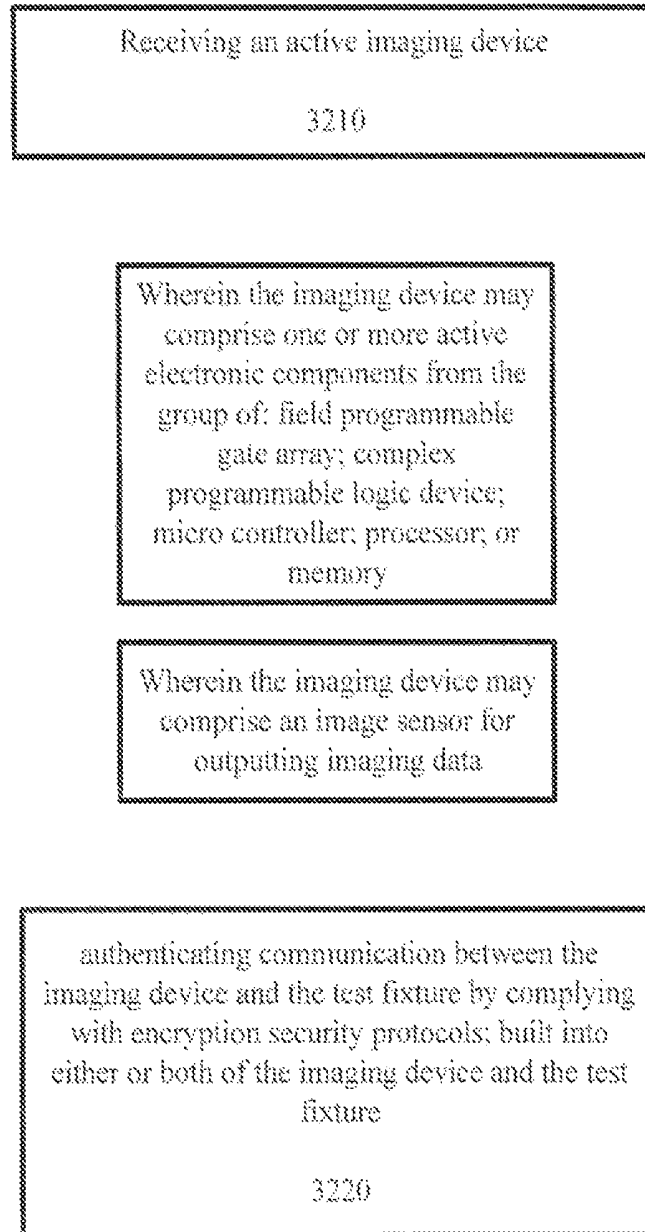 Receiving an active imaging device
3210
Wherein the imaging device may
comprise one or more active
electronic components from the
group of: field programmable
gate array; complex
programmable logic device;
micro controller; processor; or
memory
Wherein the imaging device may
comprise an image sensor for
outputting imaging data
authenticating communication between the
imaging device and the test fixture by complying
with encryption security protocols; built into
either or both of the imaging device and the test
fixture
3220